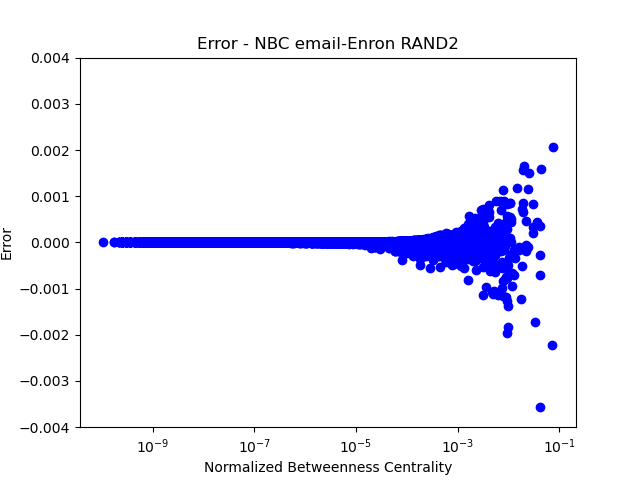 Error - NBC email-Enron RAND2
0.004
0.003
0.002
0.001
0.000
−0.001
−0.002
−0.003
−0.004
Error
10⁻⁹ 10⁻⁷ 10⁻⁵ 10⁻³ 10⁻¹
Normalized Betweenness Centrality